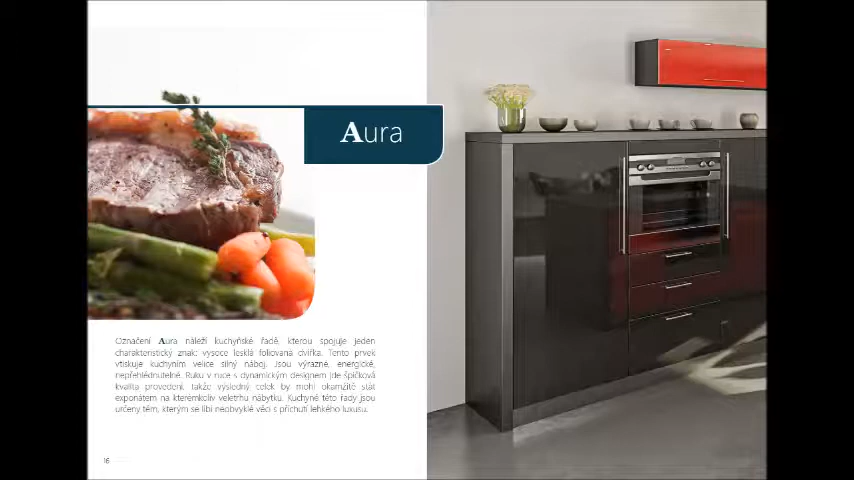 Aura
Označení Aura náleží kuchyňské řadě, kterou spojuje jeden
charakteristický znak: vysoce lesklá foliovaná dvířka. Tento prvek
vtiskuje kuchyním velice silný náboj. Jsou výrazné, energické,
nepřehlédnutelné. Ruku v ruce s dynamickým designem jde špičková
kvalita provedení. Takže výsledný celek by mohl okamžitě stát
exponátem na kterémkoliv veletrhu nábytku. Kuchyně této řady jsou
určeny těm, kterým se líbí neobvyklé věci s příchutí lehkého luxusu.
16